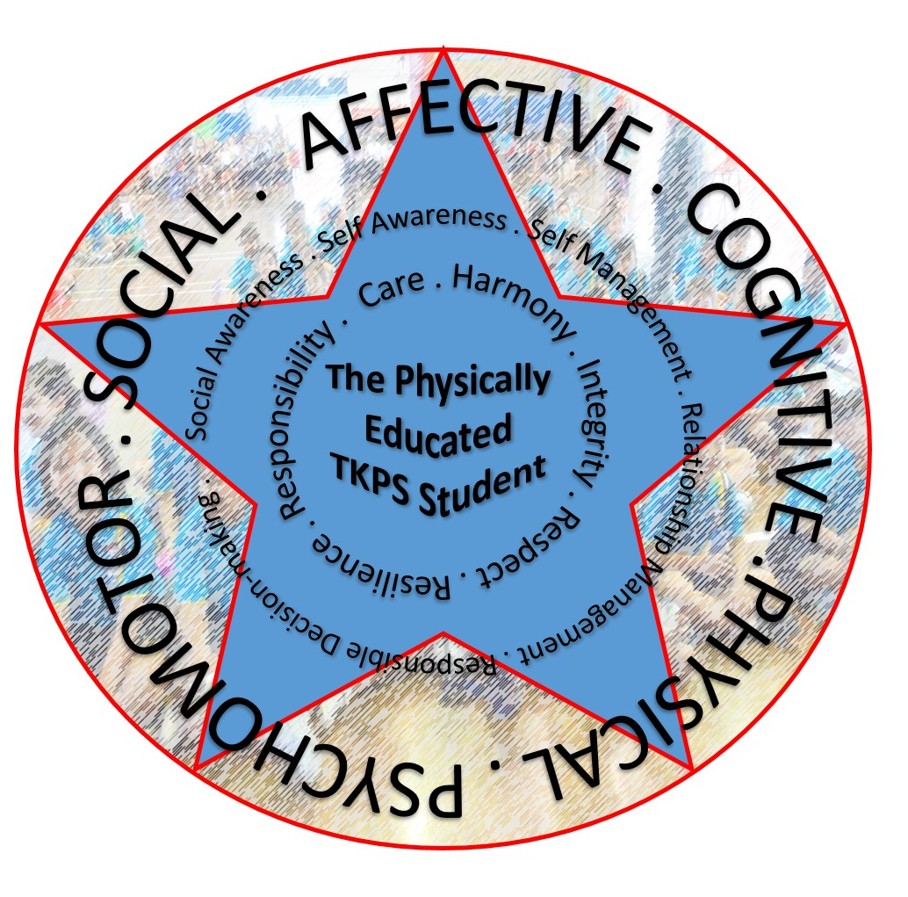 AFFECTIVE . COGNITIVE . PHYSICAL . PSYCHOMOTOR . SOCIAL .
Self Awareness . Self Management . Relationship Management . Responsible Decision-making . Social Awareness .
Care . Harmony . Integrity . Respect . Resilience . Responsibility .
The Physically
Educated
TKPS Student